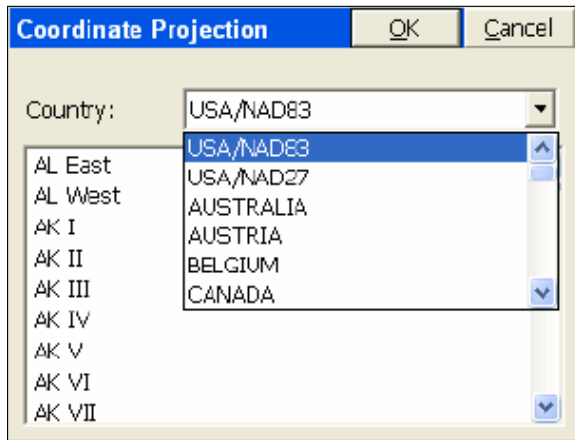 Coordinate Projection OK Cancel
Country: USA/NAD83
USA/NAD83
USA/NAD27
AUSTRALIA
AUSTRIA
BELGIUM
CANADA
AL East
AL West
AK I
AK II
AK III
AK IV
AK V
AK VI
AK VII